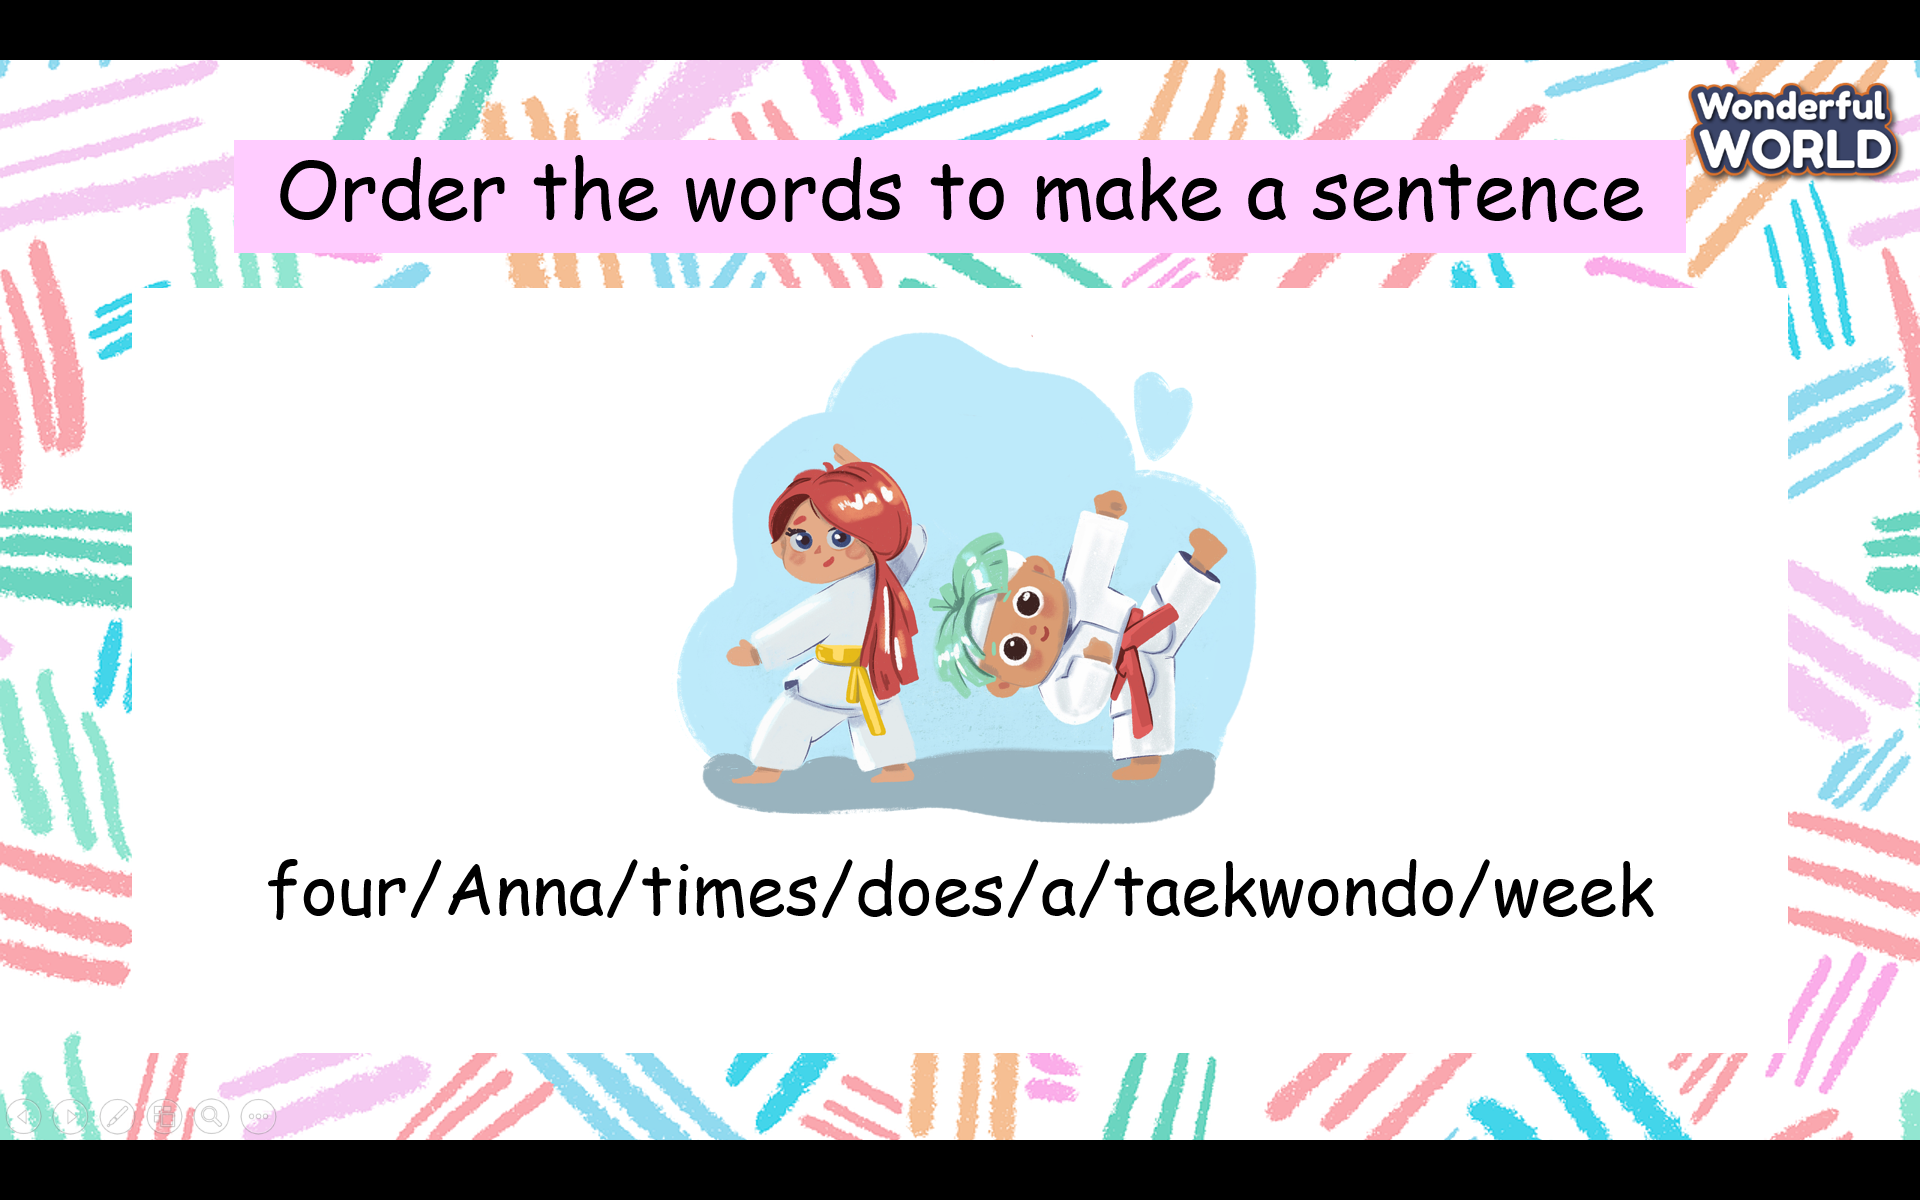 Wonderful
WORLD
Order the words to make a sentence
four/Anna/times/does/a/taekwondo/week